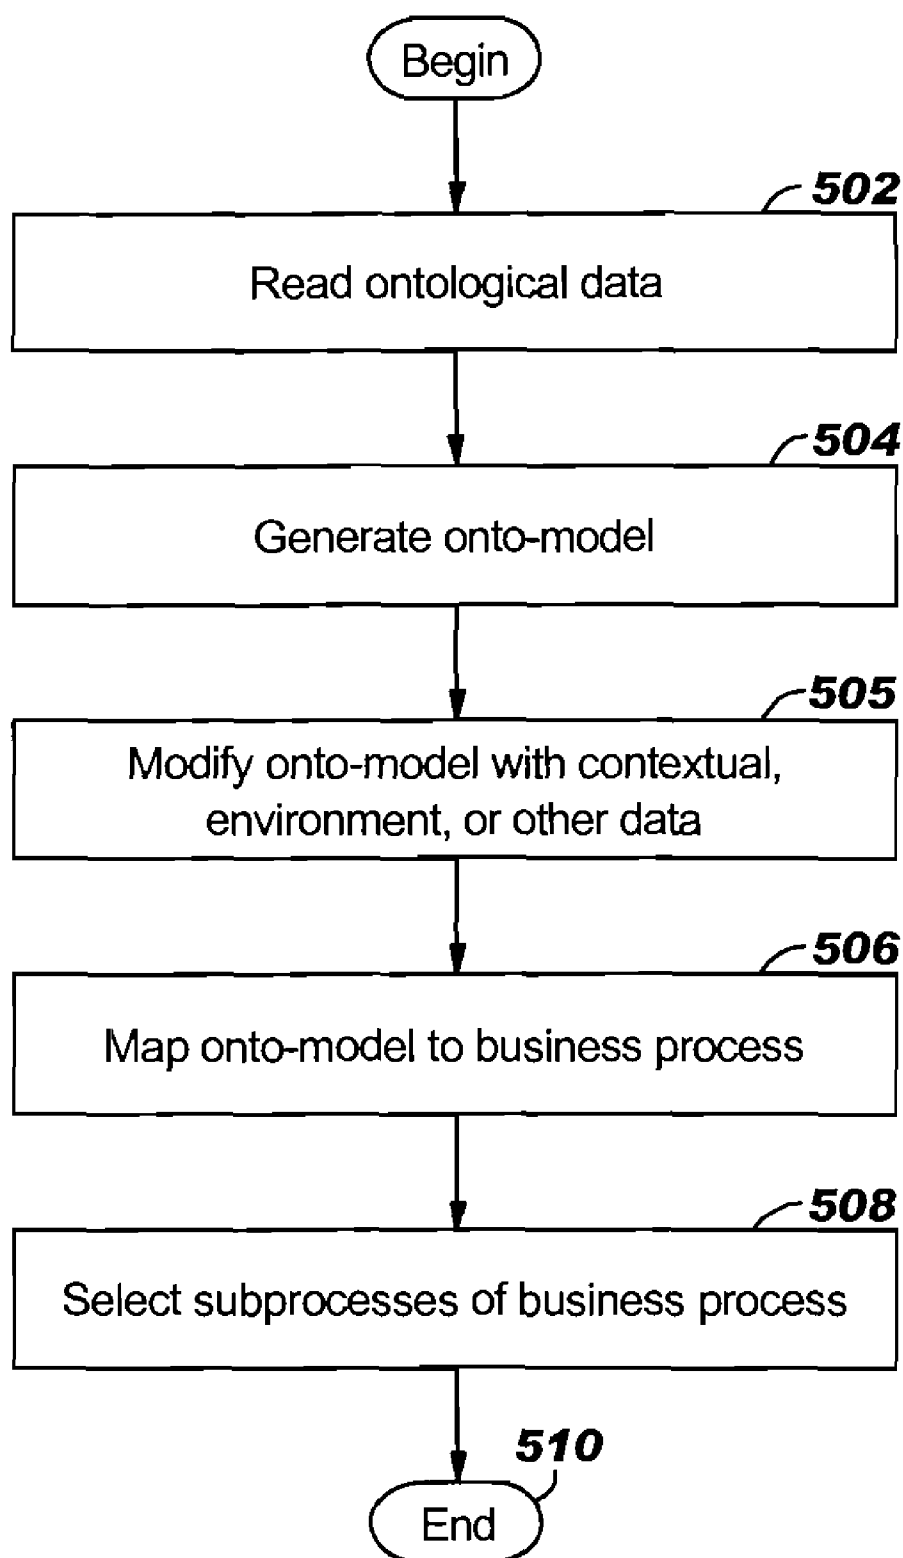 Begin
502
Read ontological data
504
Generate onto-model
505
Modify onto-model with contextual,
environment, or other data
506
Map onto-model to business process
508
Select subprocesses of business process
510
End